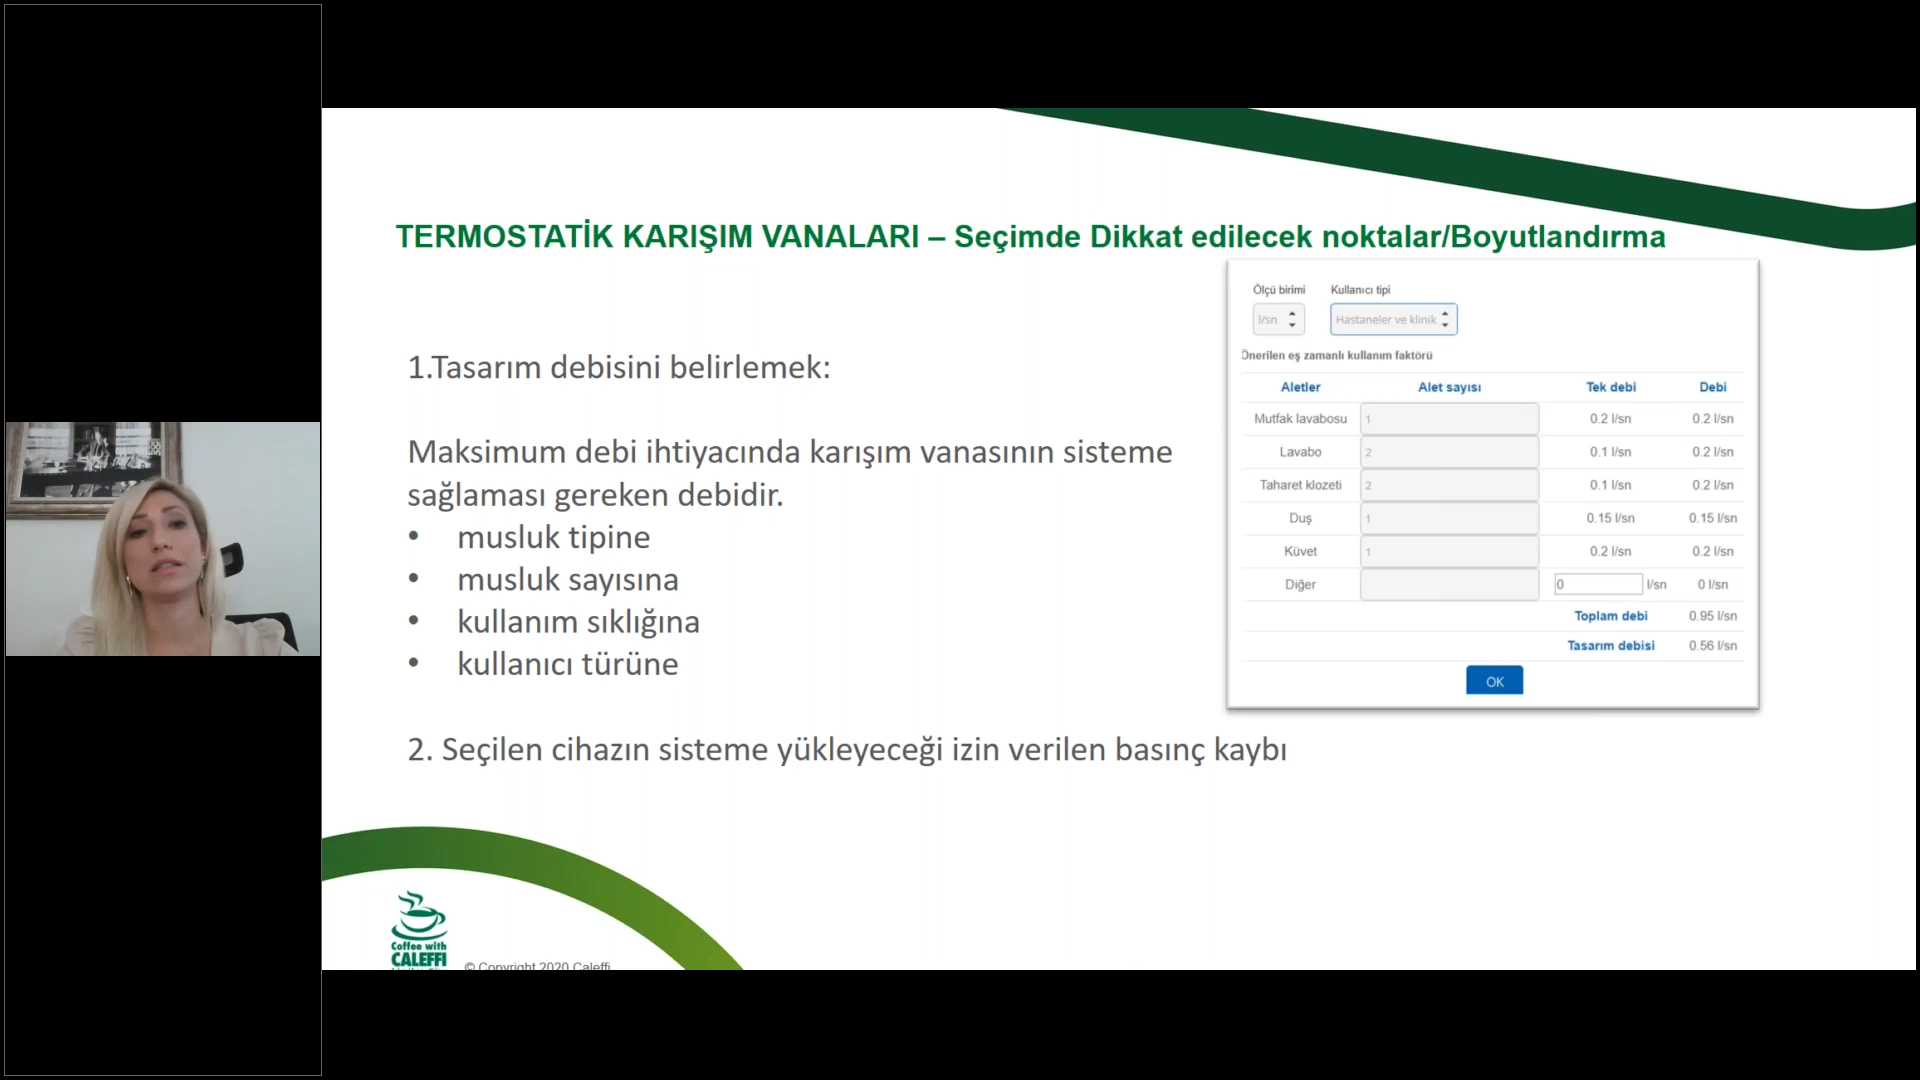 TERMOSTATİK KARIŞIM VANALARI – Seçimde Dikkat edilecek noktalar/Boyutlandırma
1.Tasarım debisini belirlemek:
Maksimum debi ihtiyacında karışım vanasının sisteme
sağlaması gereken debidir.
• musluk tipine
• musluk sayısına
• kullanım sıklığına
• kullanıcı türüne
2. Seçilen cihazın sisteme yükleyeceği izin verilen basınç kaybı
Ölçü birimi Kullanıcı tipi
l/sn Hastaneler ve klinik
Önerilen eş zamanlı kullanım faktörü
Aletler Alet sayısı Tek debi Debi
Mutfak lavabosu 1 0.2 l/sn 0.2 l/sn
Lavabo 2 0.1 l/sn 0.2 l/sn
Taharet klozeti 2 0.1 l/sn 0.2 l/sn
Duş 1 0.15 l/sn 0.15 l/sn
Küvet 1 0.2 l/sn 0.2 l/sn
Diğer 0 l/sn 0 l/sn
Toplam debi 0.95 l/sn
Tasarım debisi 0.56 l/sn
OK
Coffee with
CALEFFI
© Copyright 2020 Caleffi